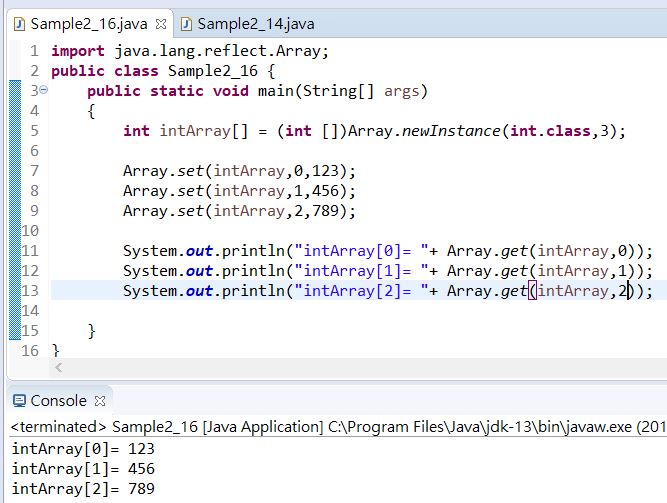 Sample2_16.java Sample2_14.java
1 import java.lang.reflect.Array;
2 public class Sample2_16 {
3 public static void main(String[] args)
4 {
5 int intArray[] = (int [])Array.newInstance(int.class,3);
6
7 Array.set(intArray,0,123);
8 Array.set(intArray,1,456);
9 Array.set(intArray,2,789);
10
11 System.out.println("intArray[0]= "+ Array.get(intArray,0));
12 System.out.println("intArray[1]= "+ Array.get(intArray,1));
13 System.out.println("intArray[2]= "+ Array.get(intArray,2));
14
15 }
16 }
Console
<terminated> Sample2_16 [Java Application] C:\Program Files\Java\jdk-13\bin\javaw.exe (201
intArray[0]= 123
intArray[1]= 456
intArray[2]= 789